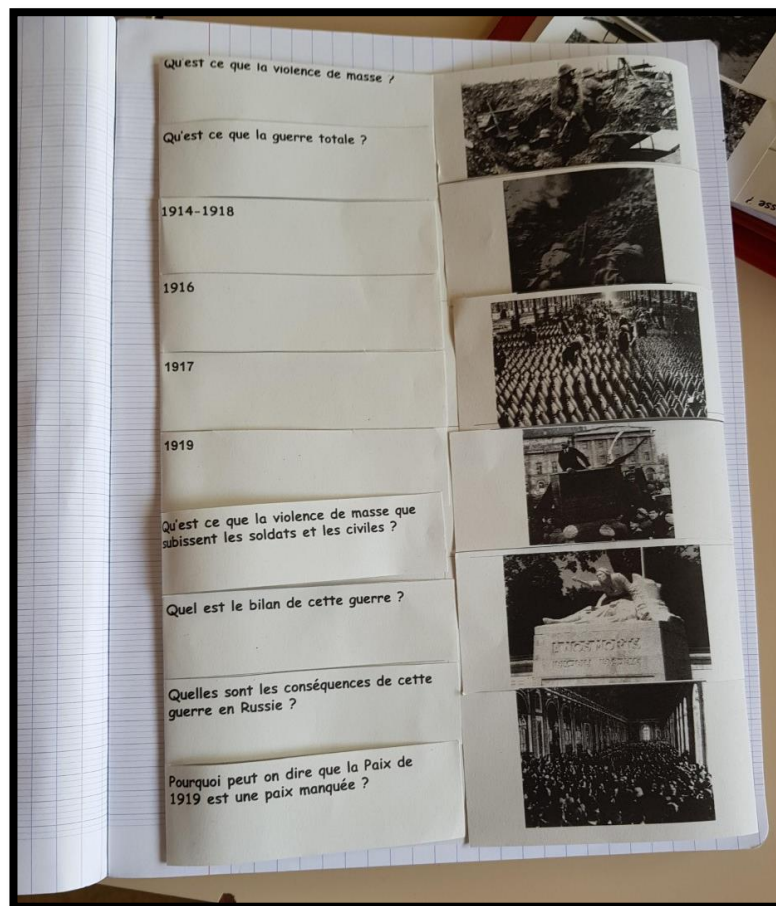 Qu'est ce que la violence de masse ?
Qu'est ce que la guerre totale ?
1914-1918
1916
1917
1919
Qu'est ce que la violence de masse que
subissent les soldats et les civiles ?
Quel est le bilan de cette guerre ?
Quelles sont les conséquences de cette
guerre en Russie ?
Pourquoi peut on dire que la Paix de
1919 est une paix manquée ?